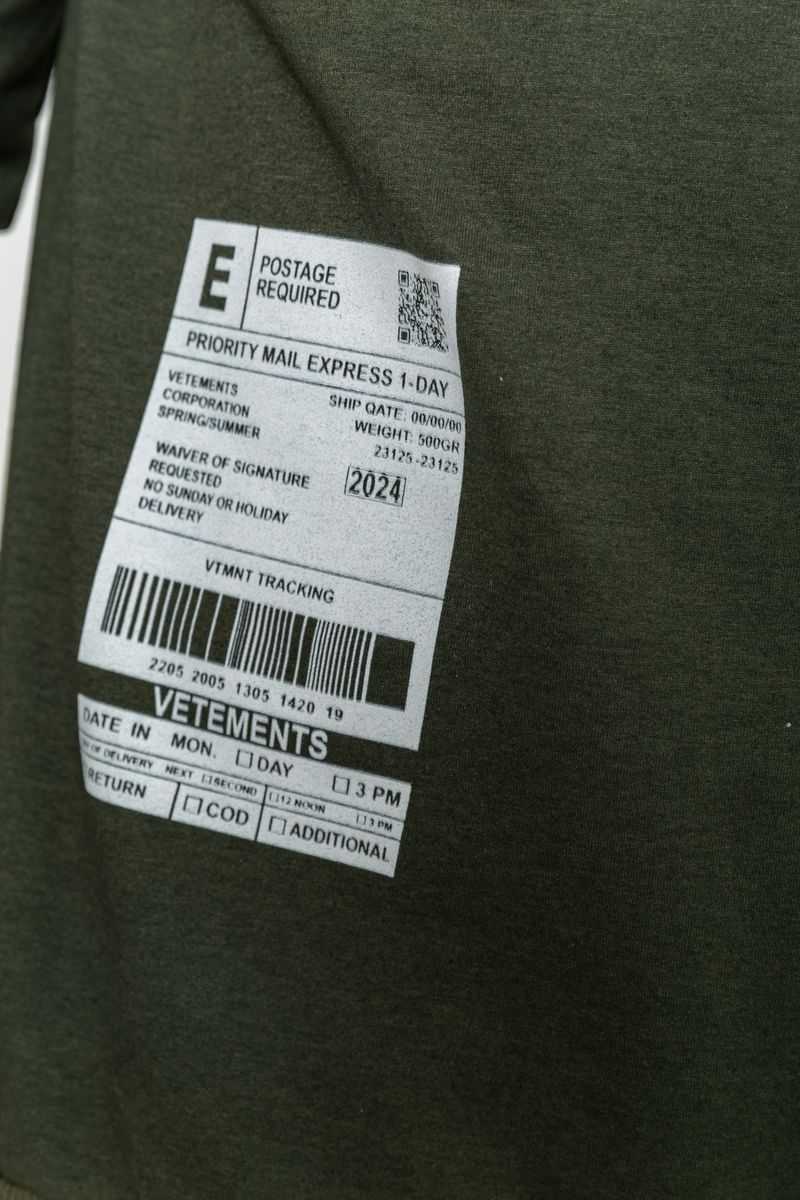 E
POSTAGE
REQUIRED
PRIORITY MAIL EXPRESS 1-DAY
VETEMENTS
CORPORATION
SPRING/SUMMER
SHIP QATE: 00/00/00
WEIGHT: 500GR
23125-23125
2024
WAIVER OF SIGNATURE
REQUESTED
NO SUNDAY OR HOLIDAY
DELIVERY
VTMNT TRACKING
2205 2005 1305 1420 19
VETEMENTS
DATE IN MON. DAY 3 PM
OF DELIVERY NEXT SECOND 12 NOON 3 PM
RETURN COD ADDITIONAL